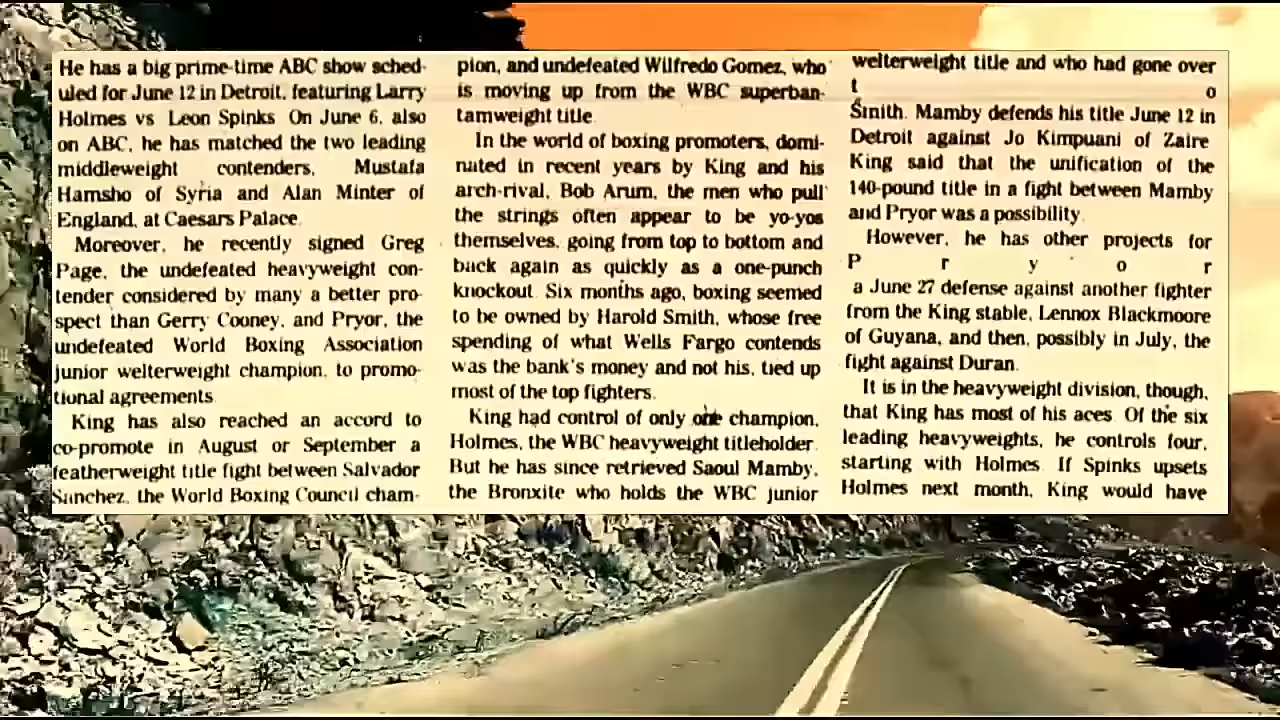 He has a big prime-time ABC show sched-
uled for June 12 in Detroit, featuring Larry
Holmes vs Leon Spinks On June 6, also
on ABC, he has matched the two leading
middleweight contenders, Mustafa
Hamsho of Syria and Alan Minter of
England, at Caesars Palace.
Moreover, he recently signed Greg
Page, the undefeated heavyweight con-
tender considered by many a better pro-
spect than Gerry Cooney, and Pryor, the
undefeated World Boxing Association
junior welterweight champion, to promo-
tional agreements
King has also reached an accord to
co-promote in August or September a
featherweight title fight between Salvador
Sanchez, the World Boxing Council cham-
pion, and undefeated Wilfredo Gomez, who
is moving up from the WBC superban-
tamweight title.
In the world of boxing promoters, domi-
nated in recent years by King and his
arch-rival, Bob Arum, the men who pull
the strings often appear to be yo-yos
themselves, going from top to bottom and
back again as quickly as a one-punch
knockout. Six months ago, boxing seemed
to be owned by Harold Smith, whose free
spending of what Wells Fargo contends
was the bank's money and not his, tied up
most of the top fighters.
King had control of only one champion,
Holmes, the WBC heavyweight titleholder.
But he has since retrieved Saoul Mamby,
the Bronxite who holds the WBC junior
welterweight title and who had gone over
t o
Smith. Mamby defends his title June 12 in
Detroit against Jo Kimpuani of Zaire
King said that the unification of the
140-pound title in a fight between Mamby
and Pryor was a possibility.
However, he has other projects for
P r y o r
a June 27 defense against another fighter
from the King stable, Lennox Blackmoore
of Guyana, and then, possibly in July, the
fight against Duran.
It is in the heavyweight division, though,
that King has most of his aces. Of the six
leading heavyweights, he controls four,
starting with Holmes. If Spinks upsets
Holmes next month, King would have